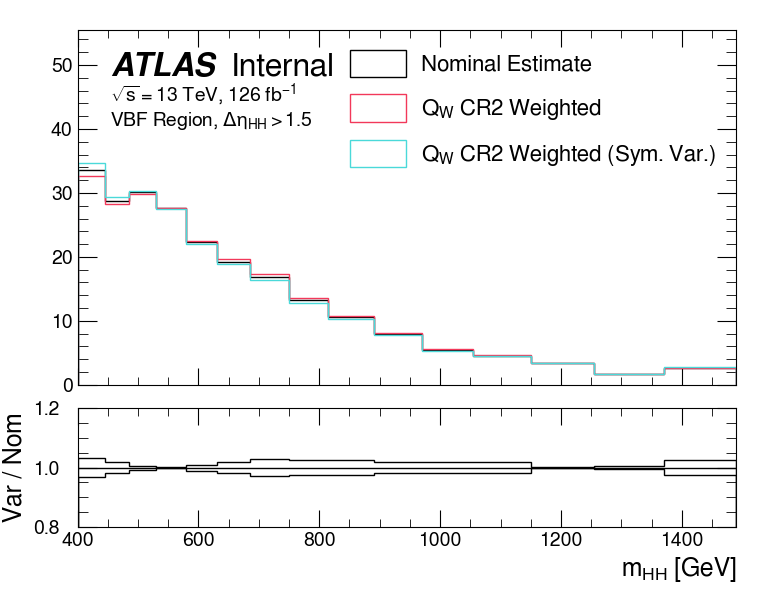 ATLAS Internal
√s = 13 TeV, 126 fb⁻¹
VBF Region, Δη_HH > 1.5
Nominal Estimate
Q_W CR2 Weighted
Q_W CR2 Weighted (Sym. Var.)
50
40
30
20
10
0
1.2
1.0
0.8
Var / Nom
400 600 800 1000 1200 1400
m_HH [GeV]